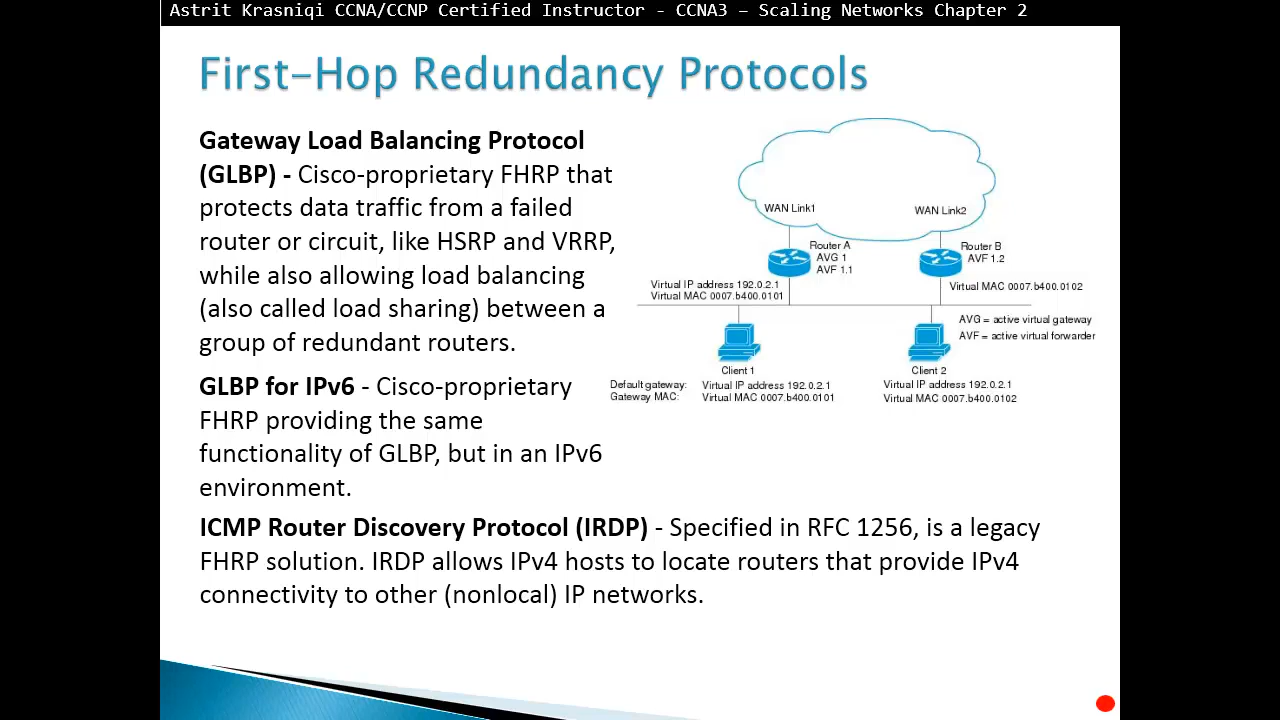 Astrit Krasniqi CCNA/CCNP Certified Instructor - CCNA3 – Scaling Networks Chapter 2
First-Hop Redundancy Protocols
Gateway Load Balancing Protocol
(GLBP) - Cisco-proprietary FHRP that
protects data traffic from a failed
router or circuit, like HSRP and VRRP,
while also allowing load balancing
(also called load sharing) between a
group of redundant routers.
GLBP for IPv6 - Cisco-proprietary
FHRP providing the same
functionality of GLBP, but in an IPv6
environment.
ICMP Router Discovery Protocol (IRDP) - Specified in RFC 1256, is a legacy
FHRP solution. IRDP allows IPv4 hosts to locate routers that provide IPv4
connectivity to other (nonlocal) IP networks.
WAN Link1
WAN Link2
Router A
AVG 1
AVF 1.1
Router B
AVF 1.2
Virtual IP address 192.0.2.1
Virtual MAC 0007.b400.0101
Virtual MAC 0007.b400.0102
AVG = active virtual gateway
AVF = active virtual forwarder
Client 1
Client 2
Default gateway: Virtual IP address 192.0.2.1 Virtual IP address 192.0.2.1
Gateway MAC: Virtual MAC 0007.b400.0101 Virtual MAC 0007.b400.0102